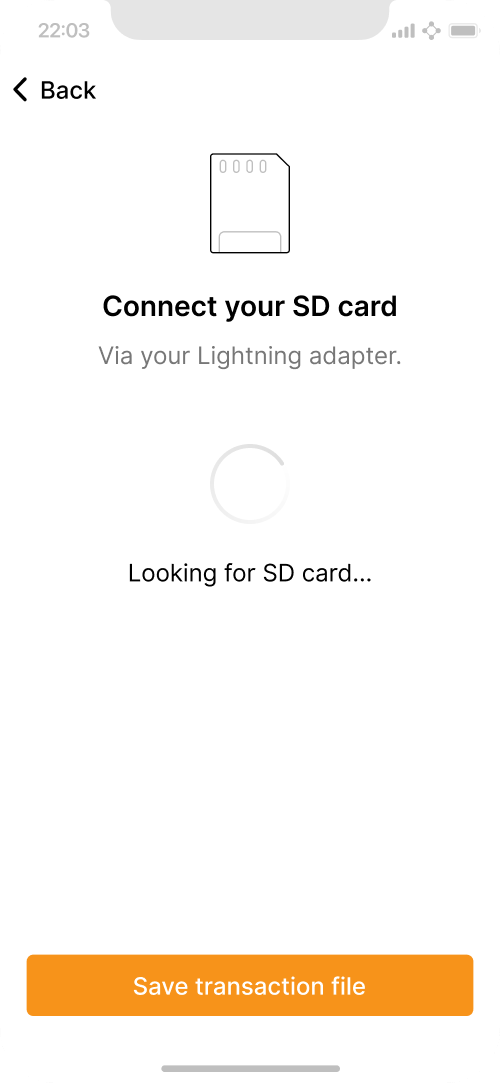 22:03
Back
Connect your SD card
Via your Lightning adapter.
Looking for SD card...
Save transaction file